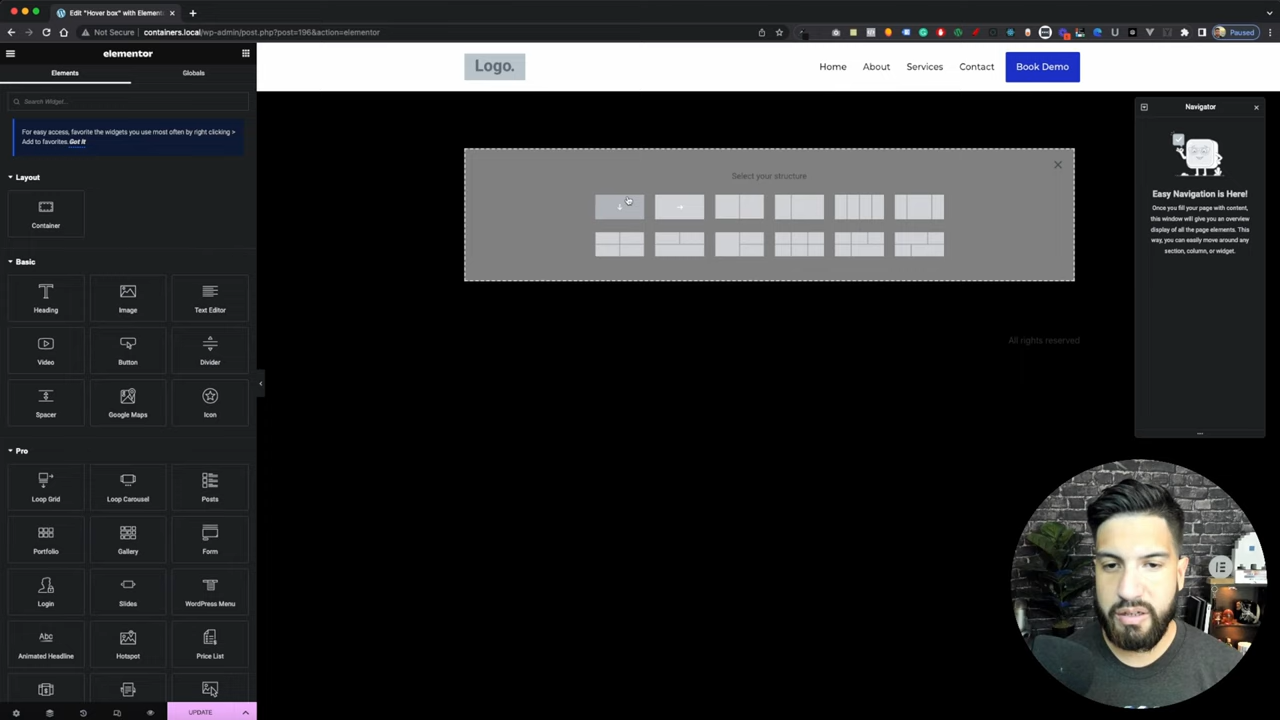 Edit "Hover box" with Element
Not Secure
containers.local/wp-admin/post.php?post=196&action=elementor
Paused
elementor
Elements
Globals
Search Widget...
For easy access, favorite the widgets you use most often by right clicking >
Add to favorites. Got It
Layout
Container
Basic
Heading
Image
Text Editor
Video
Button
Divider
Spacer
Google Maps
Icon
Pro
Loop Grid
Loop Carousel
Posts
Portfolio
Gallery
Form
Login
Slides
WordPress Menu
Abc
Animated Headline
Hotspot
Price List
UPDATE
Logo.
Home
About
Services
Contact
Book Demo
Select your structure
All rights reserved
Navigator
Easy Navigation is Here!
Once you fill your page with content,
this window will give you an overview
display of all the page elements. This
way, you can easily move around any
section, column, or widget.